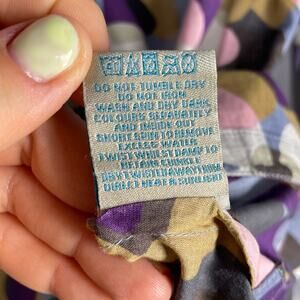 DO NOT TUMBLE DRY
DO NOT IRON
WASH AND DRY DARK
COLOURS SEPARATELY
AND INSIDE OUT
SHORT SPIN TO REMOVE
EXCESS WATER
TWIST WHILST DAMP TO
RETAIN CRINKLE
DRY TWISTED AWAY FROM
DIRECT HEAT & SUNLIGHT